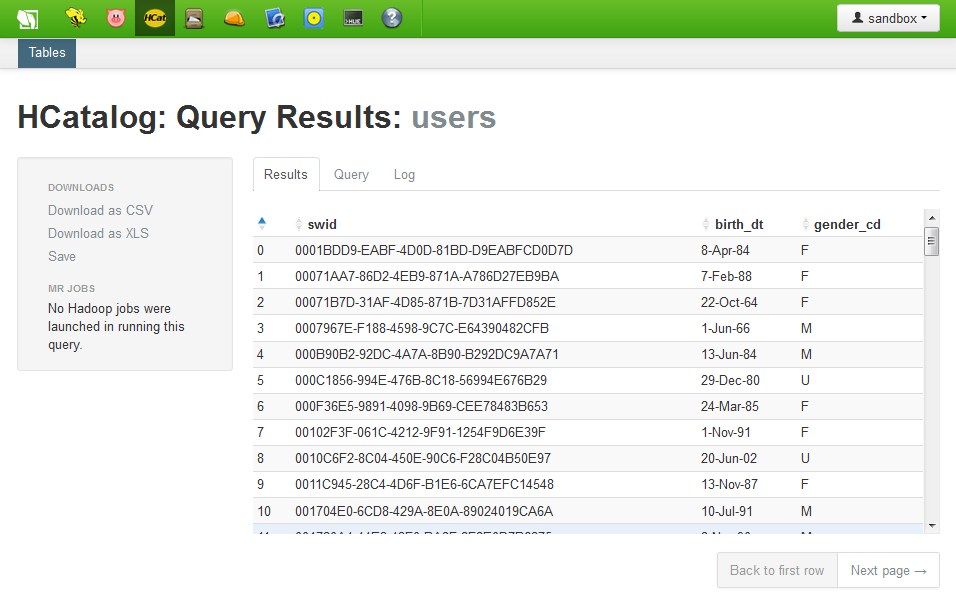 HCat
HUE
?
sandbox
Tables
HCatalog: Query Results: users
DOWNLOADS
Download as CSV
Download as XLS
Save
MR JOBS
No Hadoop jobs were
launched in running this
query.
Results Query Log
swid birth_dt gender_cd
0 0001BDD9-EABF-4D0D-81BD-D9EABFCD0D7D 8-Apr-84 F
1 00071AA7-86D2-4EB9-871A-A786D27EB9BA 7-Feb-88 F
2 00071B7D-31AF-4D85-871B-7D31AFFD852E 22-Oct-64 F
3 0007967E-F188-4598-9C7C-E64390482CFB 1-Jun-66 M
4 000B90B2-92DC-4A7A-8B90-B292DC9A7A71 13-Jun-84 M
5 000C1856-994E-476B-8C18-56994E676B29 29-Dec-80 U
6 000F36E5-9891-4098-9B69-CEE78483B653 24-Mar-85 F
7 00102F3F-061C-4212-9F91-1254F9D6E39F 1-Nov-91 F
8 0010C6F2-8C04-450E-90C6-F28C04B50E97 20-Jun-02 U
9 0011C945-28C4-4D6F-B1E6-6CA7EFC14548 13-Nov-87 F
10 001704E0-6CD8-429A-8E0A-89024019CA6A 10-Jul-91 M
Back to first row Next page →